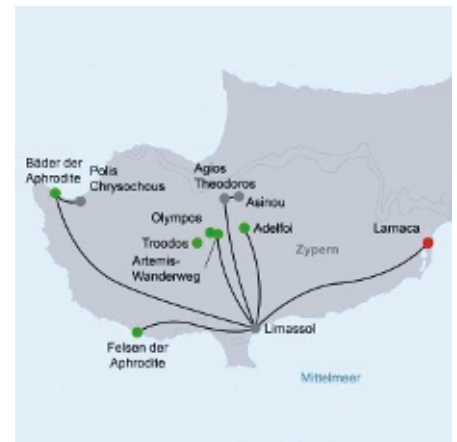 Bäder der
Aphrodite
Polis
Chrysochous
Agios
Theodoros
Asinou
Olympos
Adelfoi
Larnaca
Troodos
Zypern
Artemis-
Wanderweg
Limassol
Felsen der
Aphrodite
Mittelmeer